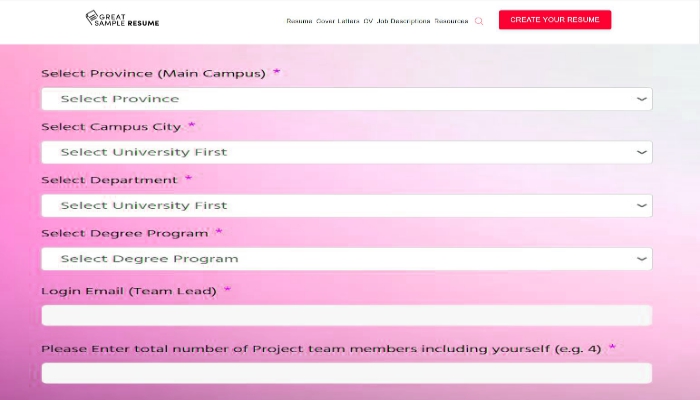 GREAT
SAMPLE RESUME
Resume Cover Letters CV Job Descriptions Resources
CREATE YOUR RESUME
Select Province (Main Campus) *
Select Province
Select Campus City *
Select University First
Select Department *
Select University First
Select Degree Program *
Select Degree Program
Login Email (Team Lead) *
Please Enter total number of Project team members including yourself (e.g. 4) *